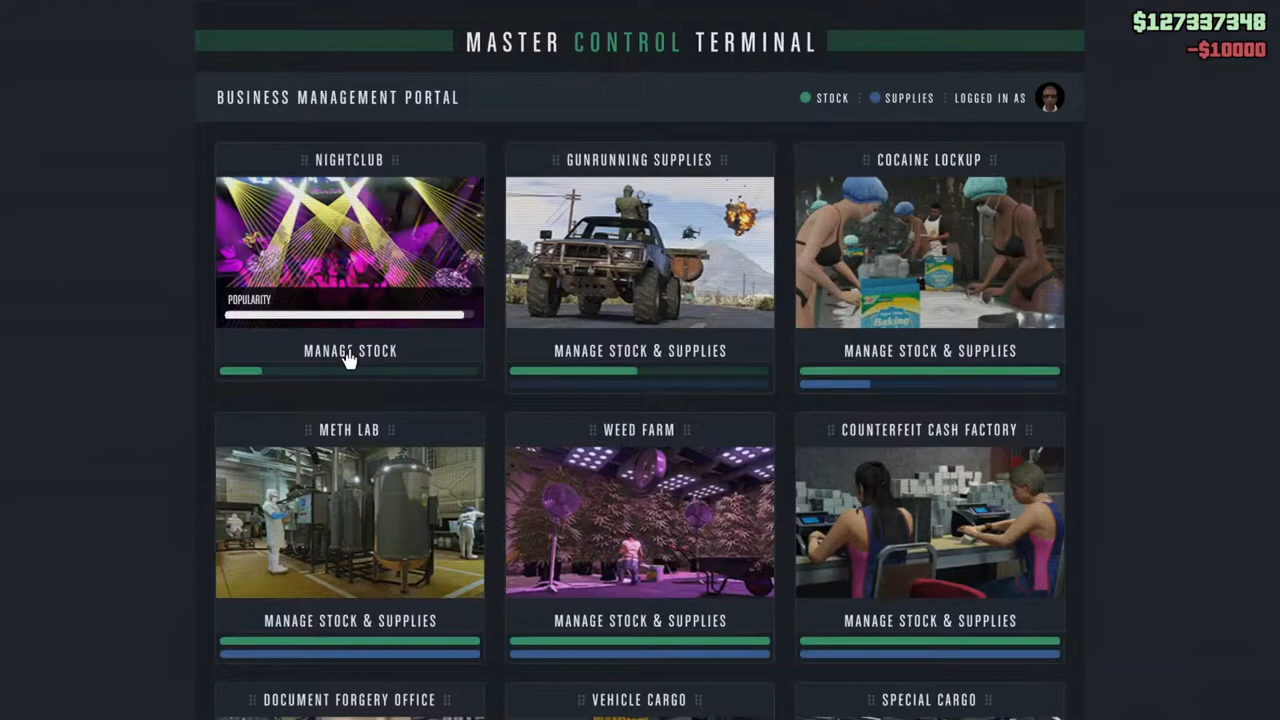 $127337348
-$10000
MASTER CONTROL TERMINAL
BUSINESS MANAGEMENT PORTAL
STOCK
SUPPLIES
LOGGED IN AS
NIGHTCLUB
GUNRUNNING SUPPLIES
COCAINE LOCKUP
POPULARITY
Baking
MANAGE STOCK
MANAGE STOCK & SUPPLIES
MANAGE STOCK & SUPPLIES
METH LAB
WEED FARM
COUNTERFEIT CASH FACTORY
MANAGE STOCK & SUPPLIES
MANAGE STOCK & SUPPLIES
MANAGE STOCK & SUPPLIES
DOCUMENT FORGERY OFFICE
VEHICLE CARGO
SPECIAL CARGO